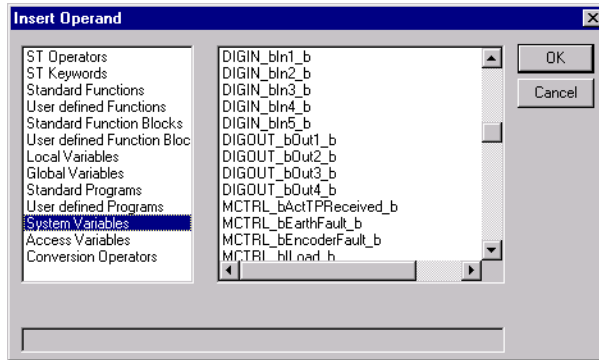 Insert Operand
ST Operators
ST Keywords
Standard Functions
User defined Functions
Standard Function Blocks
User defined Function Bloc
Local Variables
Global Variables
Standard Programs
User defined Programs
System Variables
Access Variables
Conversion Operators
DIGIN_bIn1_b
DIGIN_bIn2_b
DIGIN_bIn3_b
DIGIN_bIn4_b
DIGIN_bIn5_b
DIGOUT_bOut1_b
DIGOUT_bOut2_b
DIGOUT_bOut3_b
DIGOUT_bOut4_b
MCTRL_bActTPReceived_b
MCTRL_bEarthFault_b
MCTRL_bEncoderFault_b
MCTRL_bILoad_b
OK
Cancel